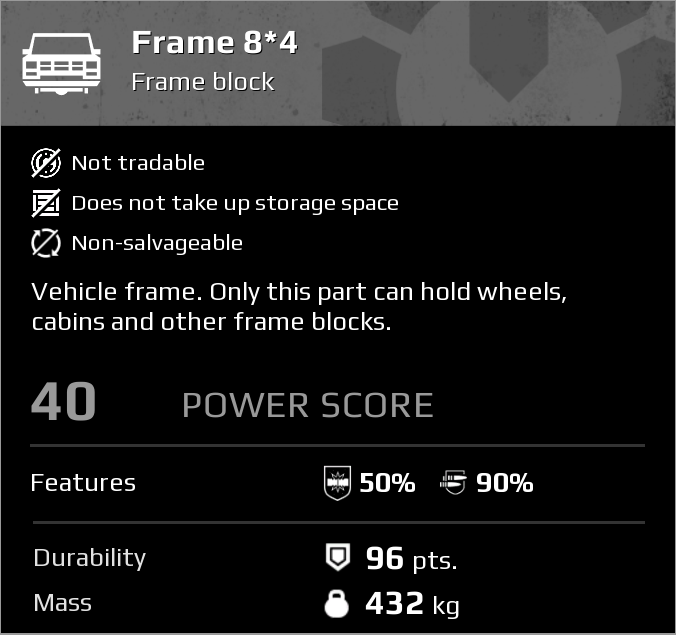 Frame 8*4
Frame block
Not tradable
Does not take up storage space
Non-salvageable
Vehicle frame. Only this part can hold wheels,
cabins and other frame blocks.
40 POWER SCORE
Features 50% 90%
Durability 96 pts.
Mass 432 kg